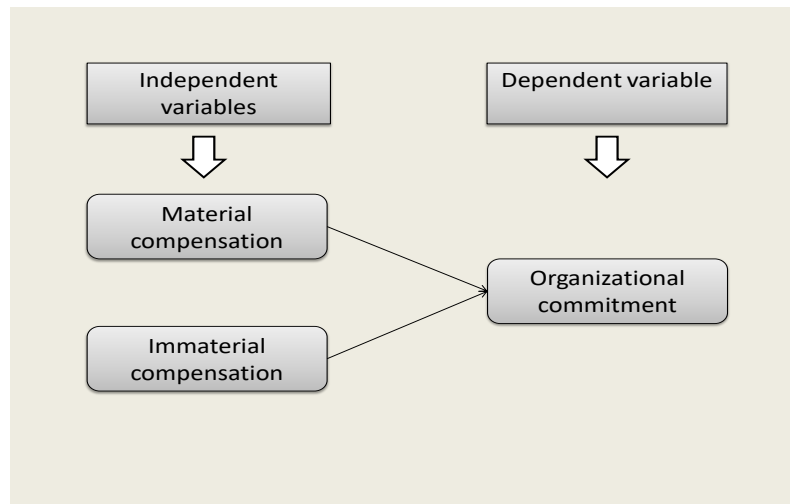 Independent
variables
Dependent variable
Material
compensation
Organizational
commitment
Immaterial
compensation